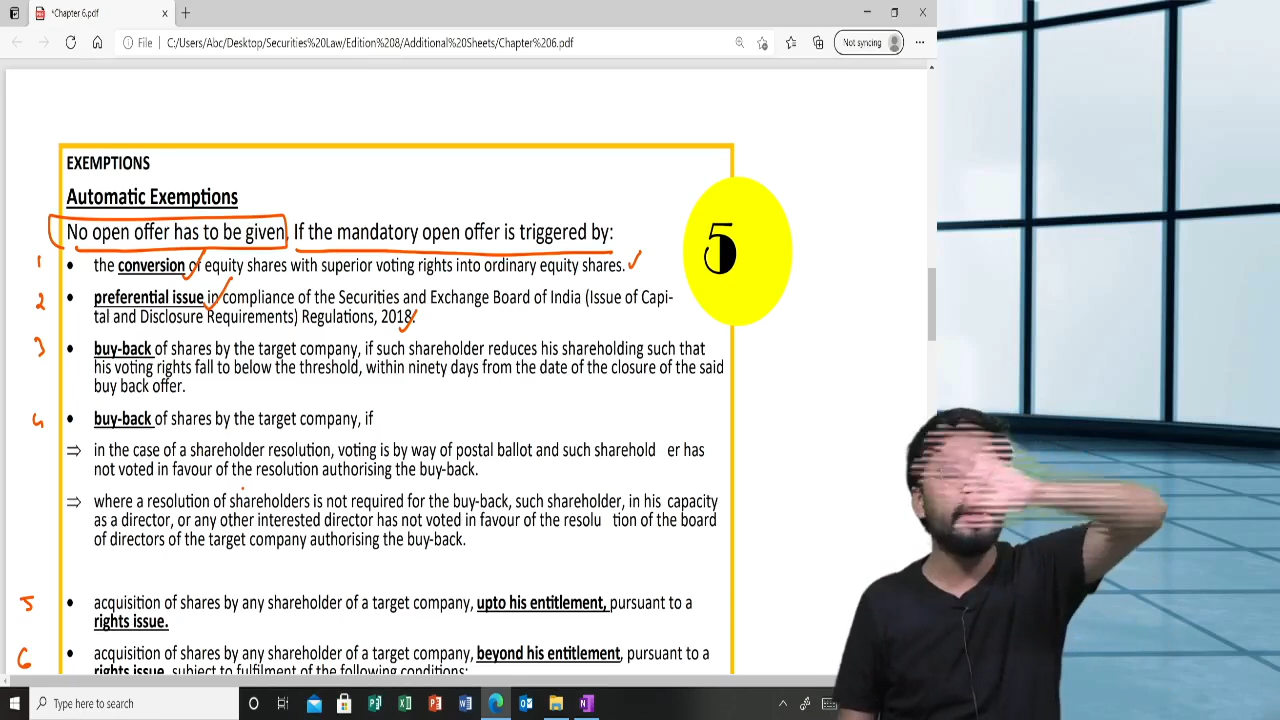 *Chapter 6.pdf
File
C:/Users/Abc/Desktop/Securities%20Law/Edition%208/Additional%20Sheets/Chapter%206.pdf
Not syncing
EXEMPTIONS
Automatic Exemptions
No open offer has to be given. If the mandatory open offer is triggered by:
1 • the conversion of equity shares with superior voting rights into ordinary equity shares.
2 • preferential issue in compliance of the Securities and Exchange Board of India (Issue of Capi-
tal and Disclosure Requirements) Regulations, 2018.
3 • buy-back of shares by the target company, if such shareholder reduces his shareholding such that
his voting rights fall to below the threshold, within ninety days from the date of the closure of the said
buy back offer.
4 • buy-back of shares by the target company, if
⇒ in the case of a shareholder resolution, voting is by way of postal ballot and such sharehold er has
not voted in favour of the resolution authorising the buy-back.
⇒ where a resolution of shareholders is not required for the buy-back, such shareholder, in his capacity
as a director, or any other interested director has not voted in favour of the resolu tion of the board
of directors of the target company authorising the buy-back.
5 • acquisition of shares by any shareholder of a target company, upto his entitlement, pursuant to a
rights issue.
6 • acquisition of shares by any shareholder of a target company, beyond his entitlement, pursuant to a
rights issue, subject to fulfilment of the following conditions:
5
Type here to search